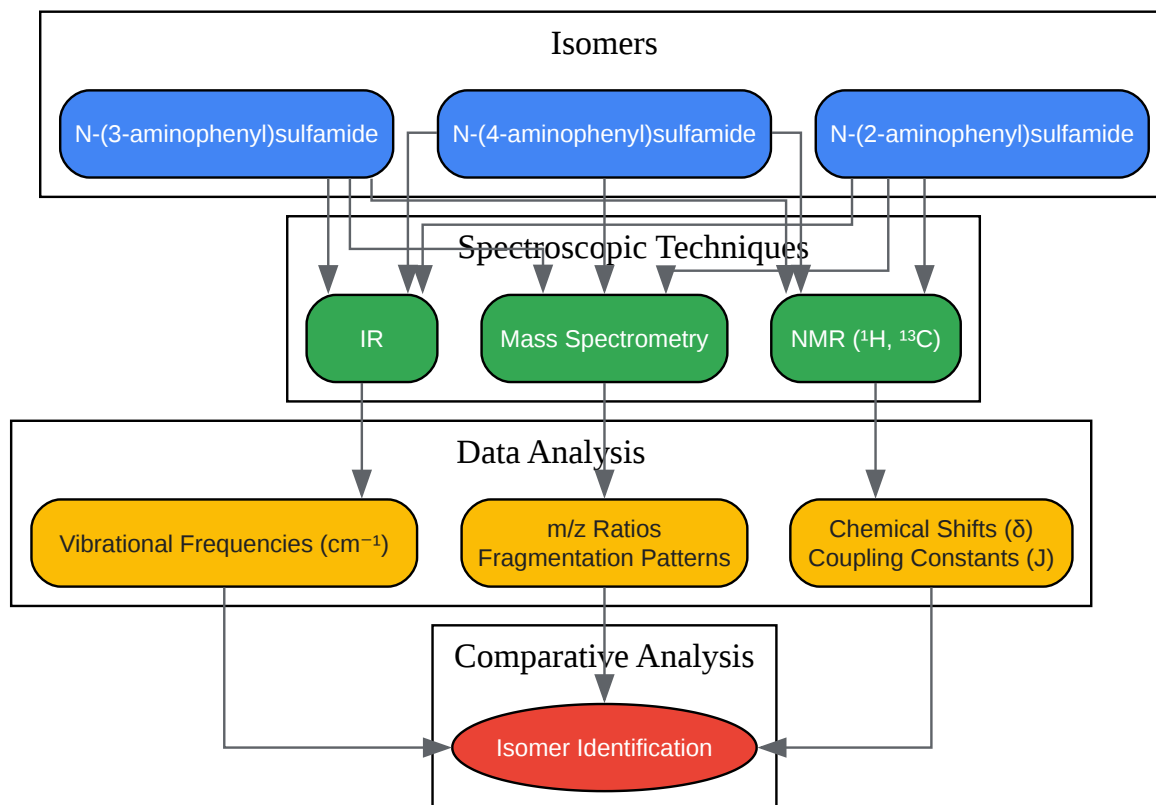 Isomers
N-(3-aminophenyl)sulfamide
N-(4-aminophenyl)sulfamide
N-(2-aminophenyl)sulfamide
Spectroscopic Techniques
IR
Mass Spectrometry
NMR (¹H, ¹³C)
Data Analysis
Vibrational Frequencies (cm⁻¹)
m/z Ratios
Fragmentation Patterns
Chemical Shifts (δ)
Coupling Constants (J)
Comparative Analysis
Isomer Identification